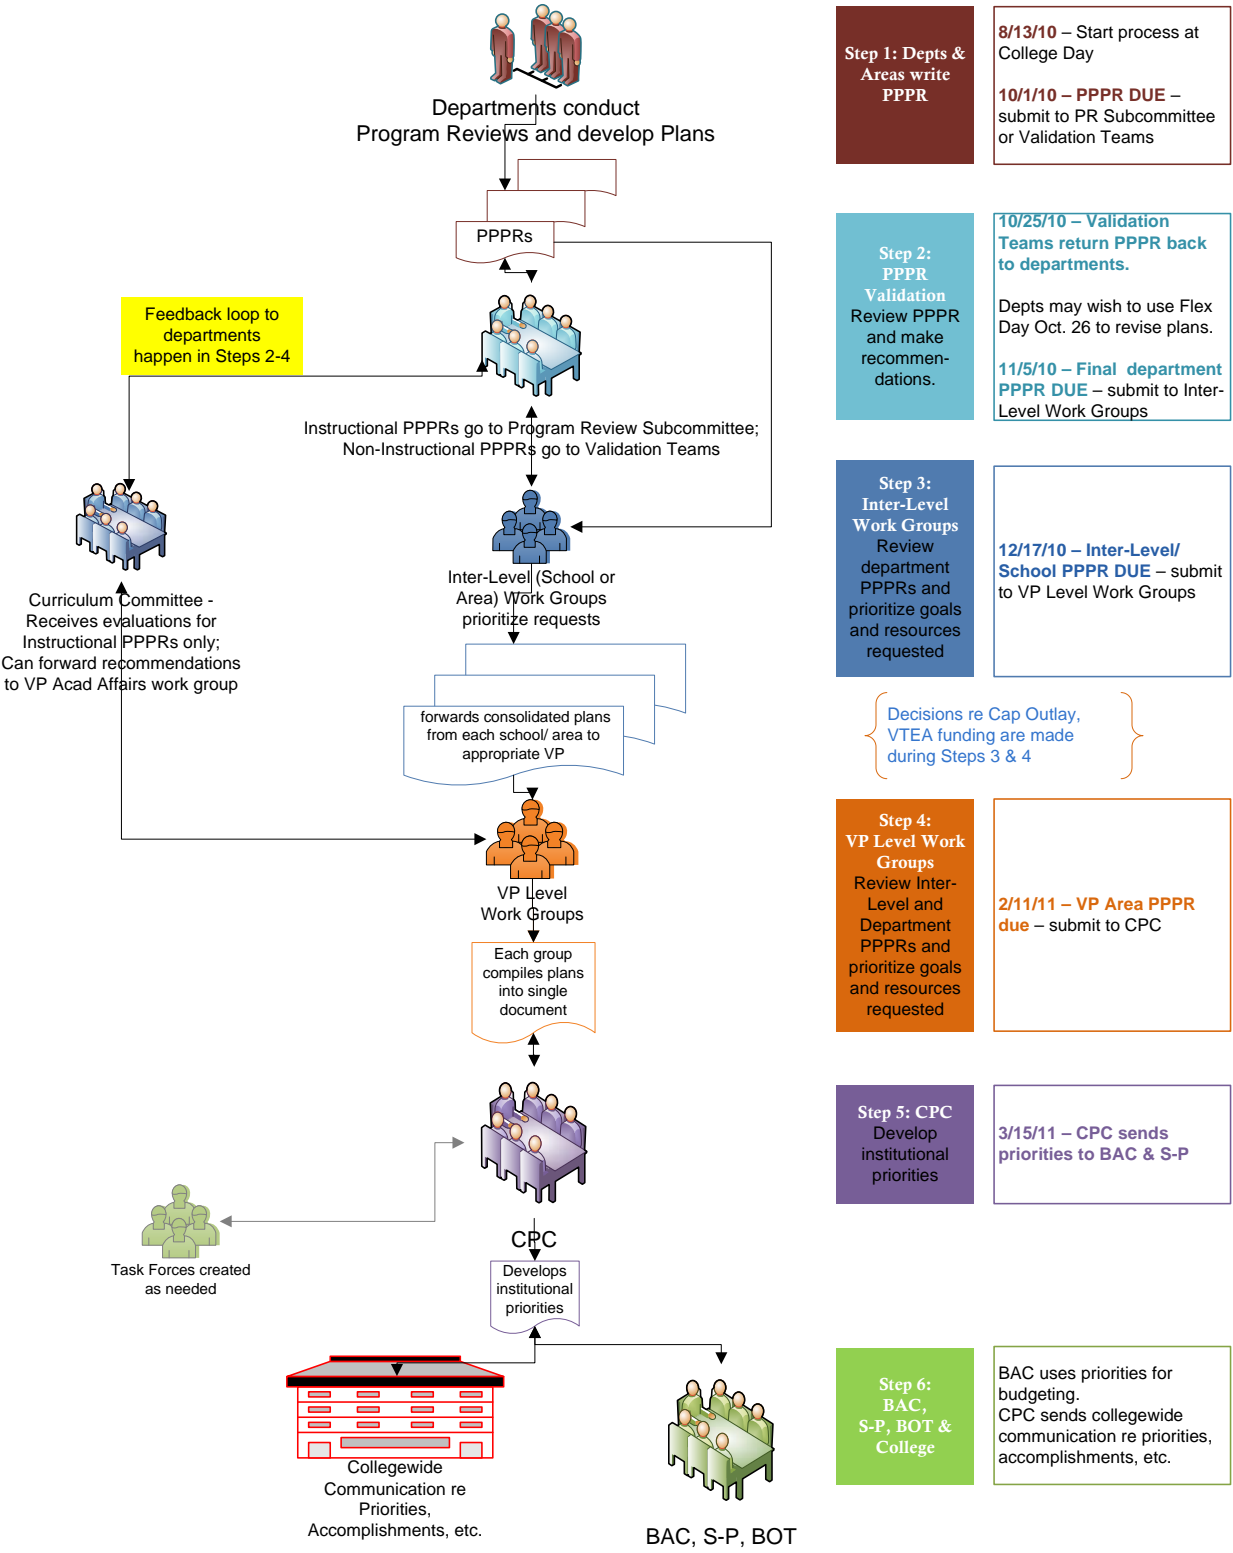 Departments conduct
Program Reviews and develop Plans
PPPRs
Feedback loop to
departments
happen in Steps 2-4
Instructional PPPRs go to Program Review Subcommittee;
Non-Instructional PPPRs go to Validation Teams
Curriculum Committee -
Receives evaluations for
Instructional PPPRs only;
Can forward recommendations
to VP Acad Affairs work group
Inter-Level (School or
Area) Work Groups
prioritize requests
forwards consolidated plans
from each school/ area to
appropriate VP
VP Level
Work Groups
Each group
compiles plans
into single
document
CPC
Task Forces created
as needed
Develops
institutional
priorities
Collegewide
Communication re
Priorities,
Accomplishments, etc.
BAC, S-P, BOT
Step 1: Depts &
Areas write
PPPR
8/13/10 – Start process at
College Day
10/1/10 – PPPR DUE –
submit to PR Subcommittee
or Validation Teams
Step 2:
PPPR
Validation
Review PPPR
and make
recommen-
dations.
10/25/10 – Validation
Teams return PPPR back
to departments.
Depts may wish to use Flex
Day Oct. 26 to revise plans.
11/5/10 – Final department
PPPR DUE – submit to Inter-
Level Work Groups
Step 3:
Inter-Level
Work Groups
Review
department
PPPRs and
prioritize goals
and resources
requested
12/17/10 – Inter-Level/
School PPPR DUE – submit
to VP Level Work Groups
Decisions re Cap Outlay,
VTEA funding are made
during Steps 3 & 4
Step 4:
VP Level Work
Groups
Review Inter-
Level and
Department
PPPRs and
prioritize goals
and resources
requested
2/11/11 – VP Area PPPR
due – submit to CPC
Step 5: CPC
Develop
institutional
priorities
3/15/11 – CPC sends
priorities to BAC & S-P
Step 6:
BAC,
S-P, BOT &
College
BAC uses priorities for
budgeting.
CPC sends collegewide
communication re priorities,
accomplishments, etc.